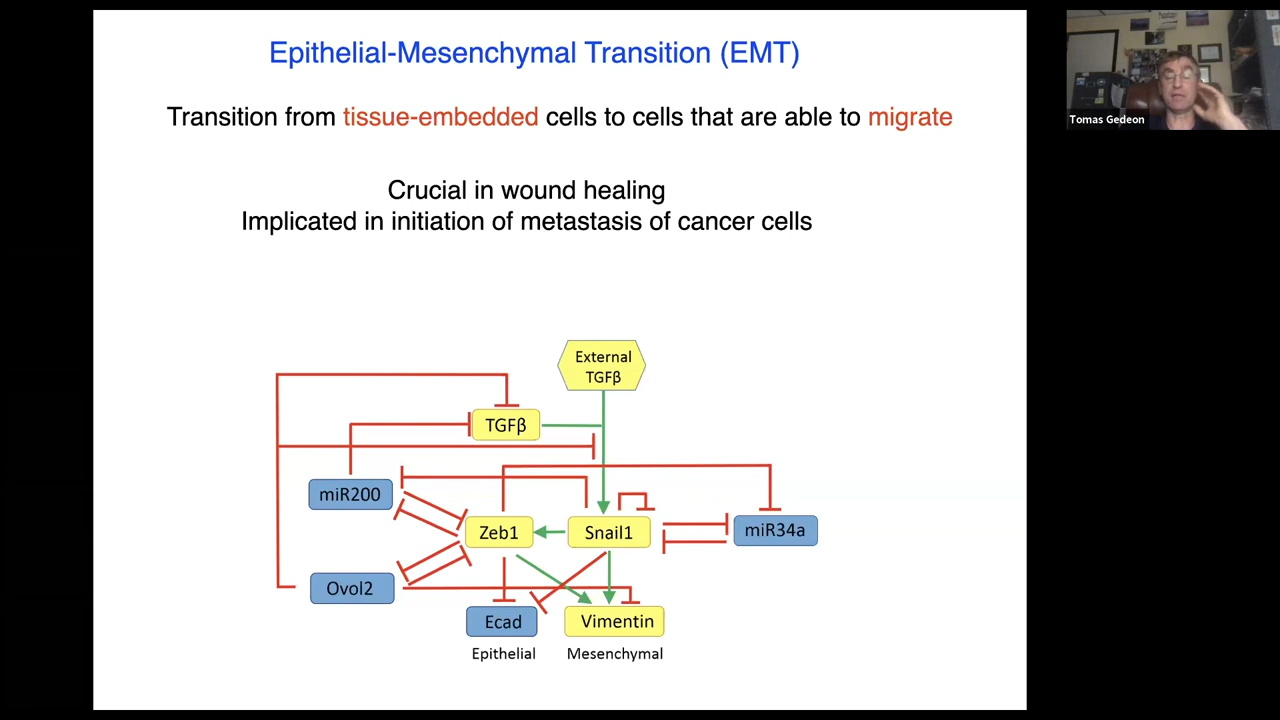 Epithelial-Mesenchymal Transition (EMT)
Transition from tissue-embedded cells to cells that are able to migrate
Crucial in wound healing
Implicated in initiation of metastasis of cancer cells
Tomas Gedeon
External
TGFβ
TGFβ
miR200
Zeb1
Snail1
miR34a
Ovol2
Ecad
Vimentin
Epithelial
Mesenchymal